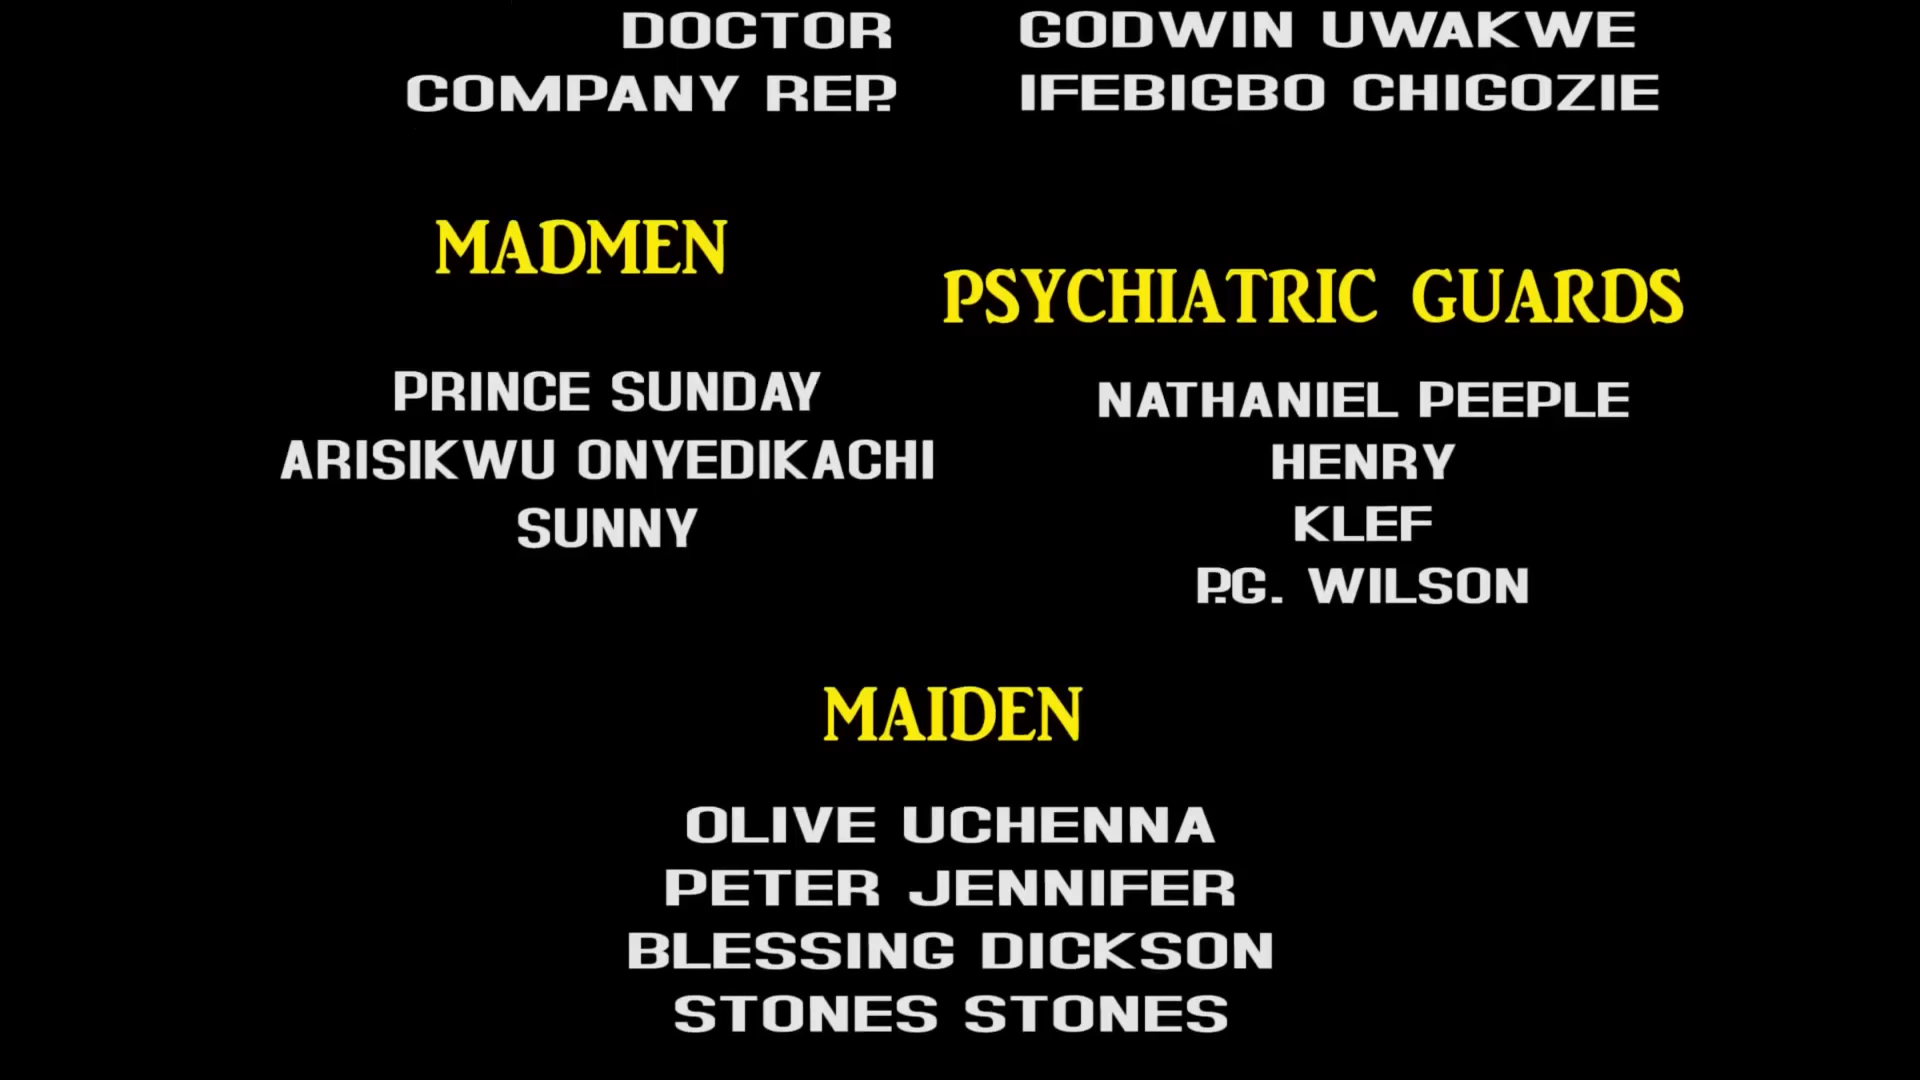 DOCTOR GODWIN UWAKWE
COMPANY REP. IFEBIGBO CHIGOZIE
MADMEN
PRINCE SUNDAY
ARISIKWU ONYEDIKACHI
SUNNY
PSYCHIATRIC GUARDS
NATHANIEL PEEPLE
HENRY
KLEF
P.G. WILSON
MAIDEN
OLIVE UCHENNA
PETER JENNIFER
BLESSING DICKSON
STONES STONES